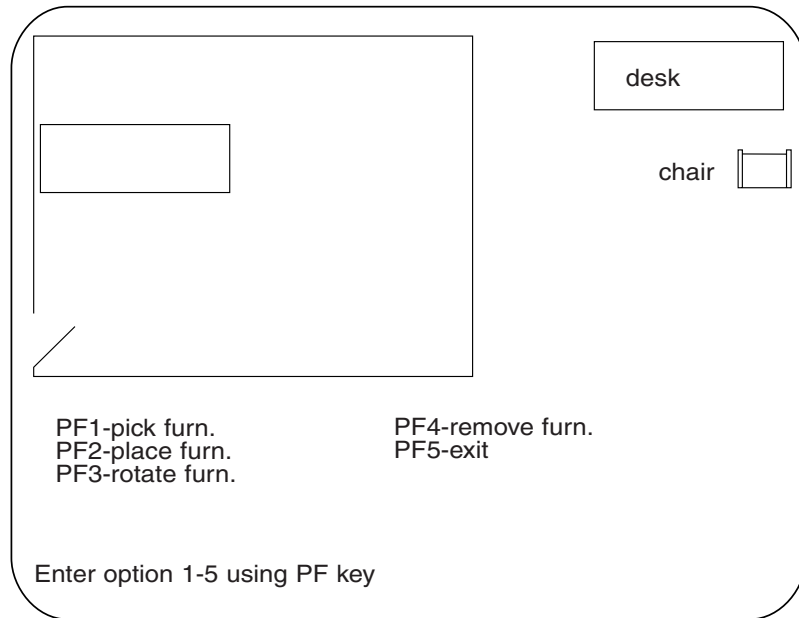 desk
chair
PF1-pick furn.
PF2-place furn.
PF3-rotate furn.
PF4-remove furn.
PF5-exit
Enter option 1-5 using PF key